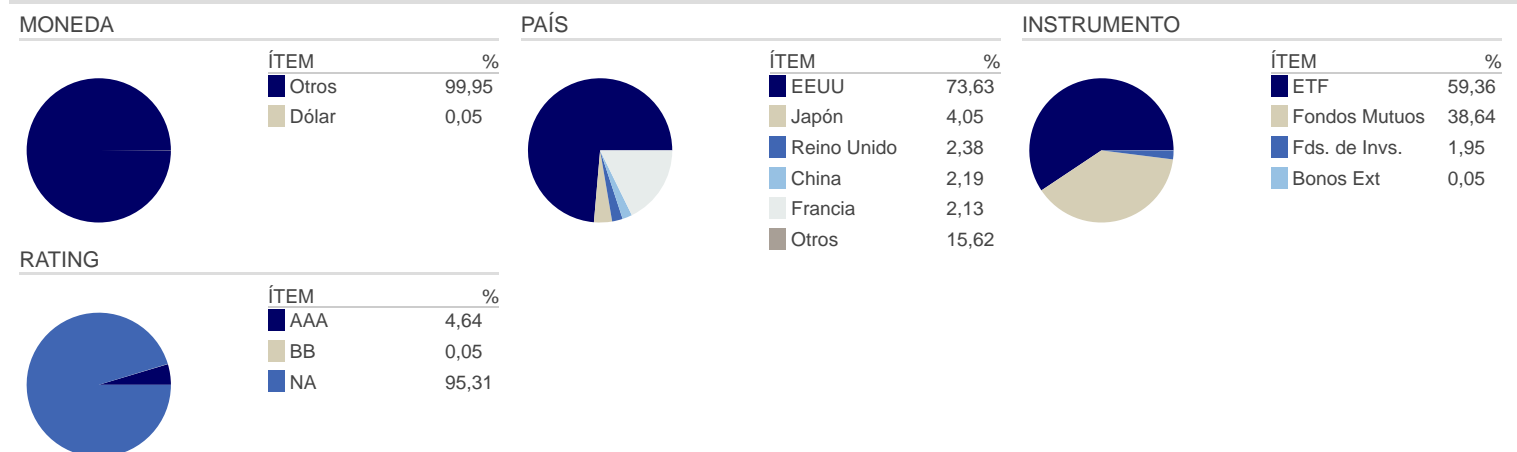 MONEDA
ÍTEM %
Otros 99,95
Dólar 0,05
PAÍS
ÍTEM %
EEUU 73,63
Japón 4,05
Reino Unido 2,38
China 2,19
Francia 2,13
Otros 15,62
INSTRUMENTO
ÍTEM %
ETF 59,36
Fondos Mutuos 38,64
Fds. de Invs. 1,95
Bonos Ext 0,05
RATING
ÍTEM %
AAA 4,64
BB 0,05
NA 95,31